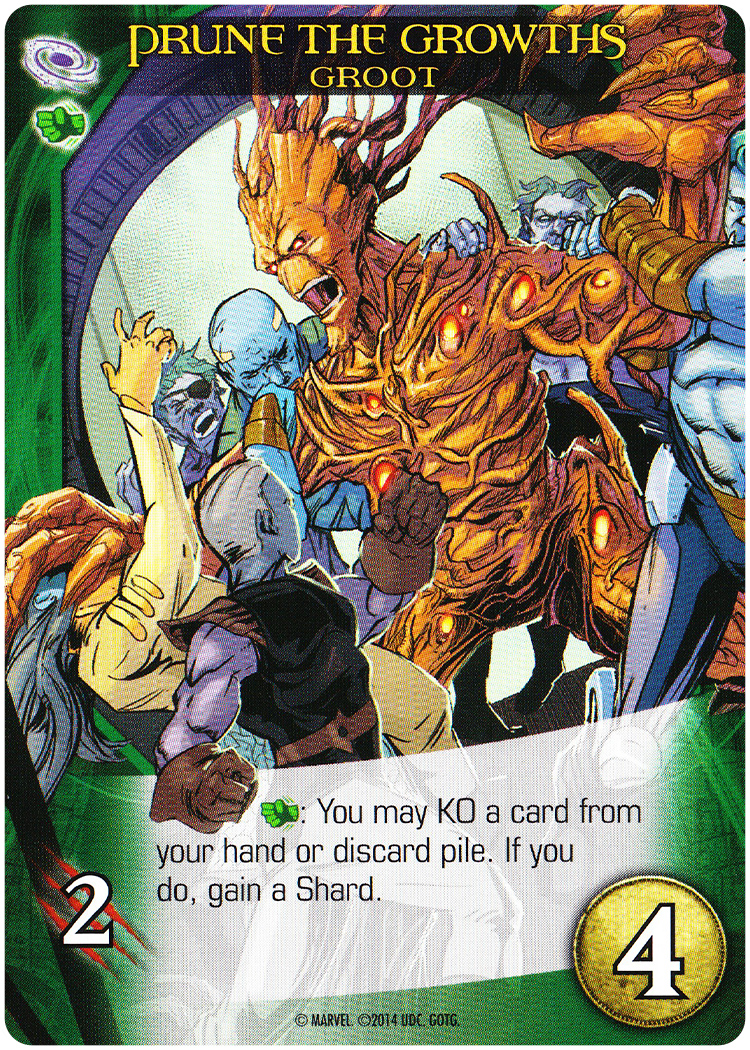 PRUNE THE GROWTHS
GROOT
: You may KO a card from
your hand or discard pile. If you
do, gain a Shard.
2
4
© MARVEL. ©2014 UDC. GOTG.